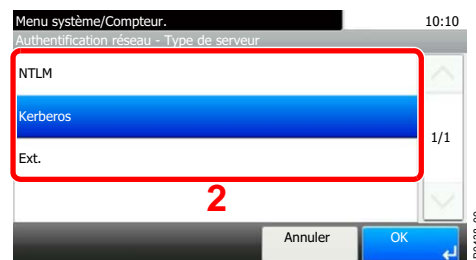 Menu système/Compteur.
10:10
Authentification réseau - Type de serveur
NTLM
Kerberos
1/1
Ext.
2
Annuler
OK